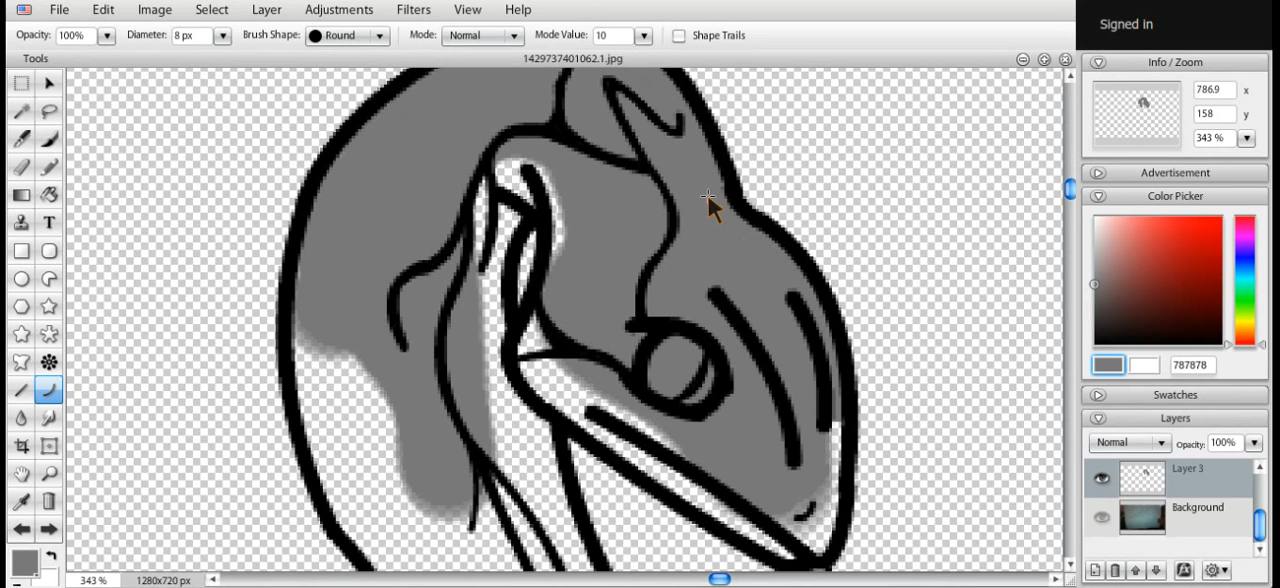 File Edit Image Select Layer Adjustments Filters View Help
Signed In
Opacity: 100% Diameter: 8 px Brush Shape: Round Mode: Normal Mode Value: 10 Shape Trails
Tools
1429737401062.1.jpg
Info / Zoom
786.9 x
158 y
343 %
Advertisement
Color Picker
787878
Swatches
Layers
Normal Opacity: 100%
Layer 3
Background
T
343 % 1280x720 px